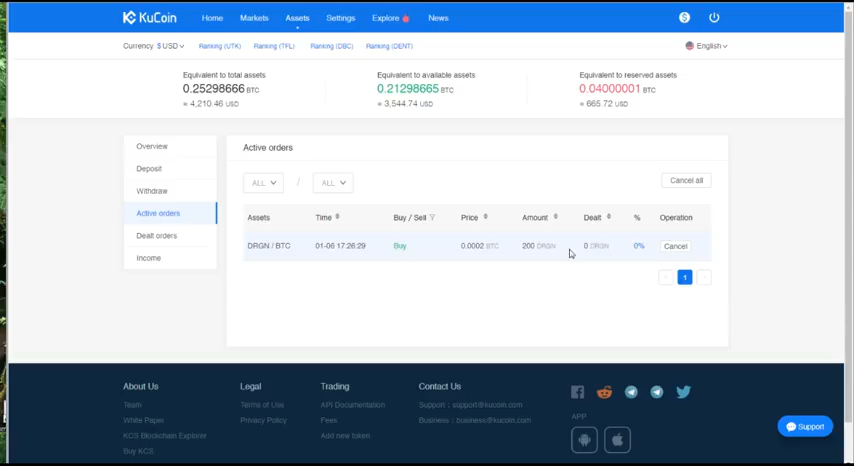 KuCoin Home Markets Assets Settings Explore News $
Currency $ USD Ranking (UTK) Ranking (TFL) Ranking (DBC) Ranking (DENT) English
Equivalent to total assets Equivalent to available assets Equivalent to reserved assets
0.25298666 BTC 0.21298665 BTC 0.04000001 BTC
≈ 4,210.46 USD ≈ 3,544.74 USD ≈ 665.72 USD
Overview
Deposit
Withdraw
Active orders
Dealt orders
Income
Active orders
ALL / ALL Cancel all
Assets Time Buy / Sell Price Amount Dealt % Operation
DRGN / BTC 01-06 17:26:29 Buy 0.0002 BTC 200 DRGN 0 DRGN 0% Cancel
1
About Us Legal Trading Contact Us
Team Terms of Use API Documentation Support : support@kucoin.com
White Paper Privacy Policy Fees Business : business@kucoin.com
KCS Blockchain Explorer Add new token
Buy KCS
APP
Support